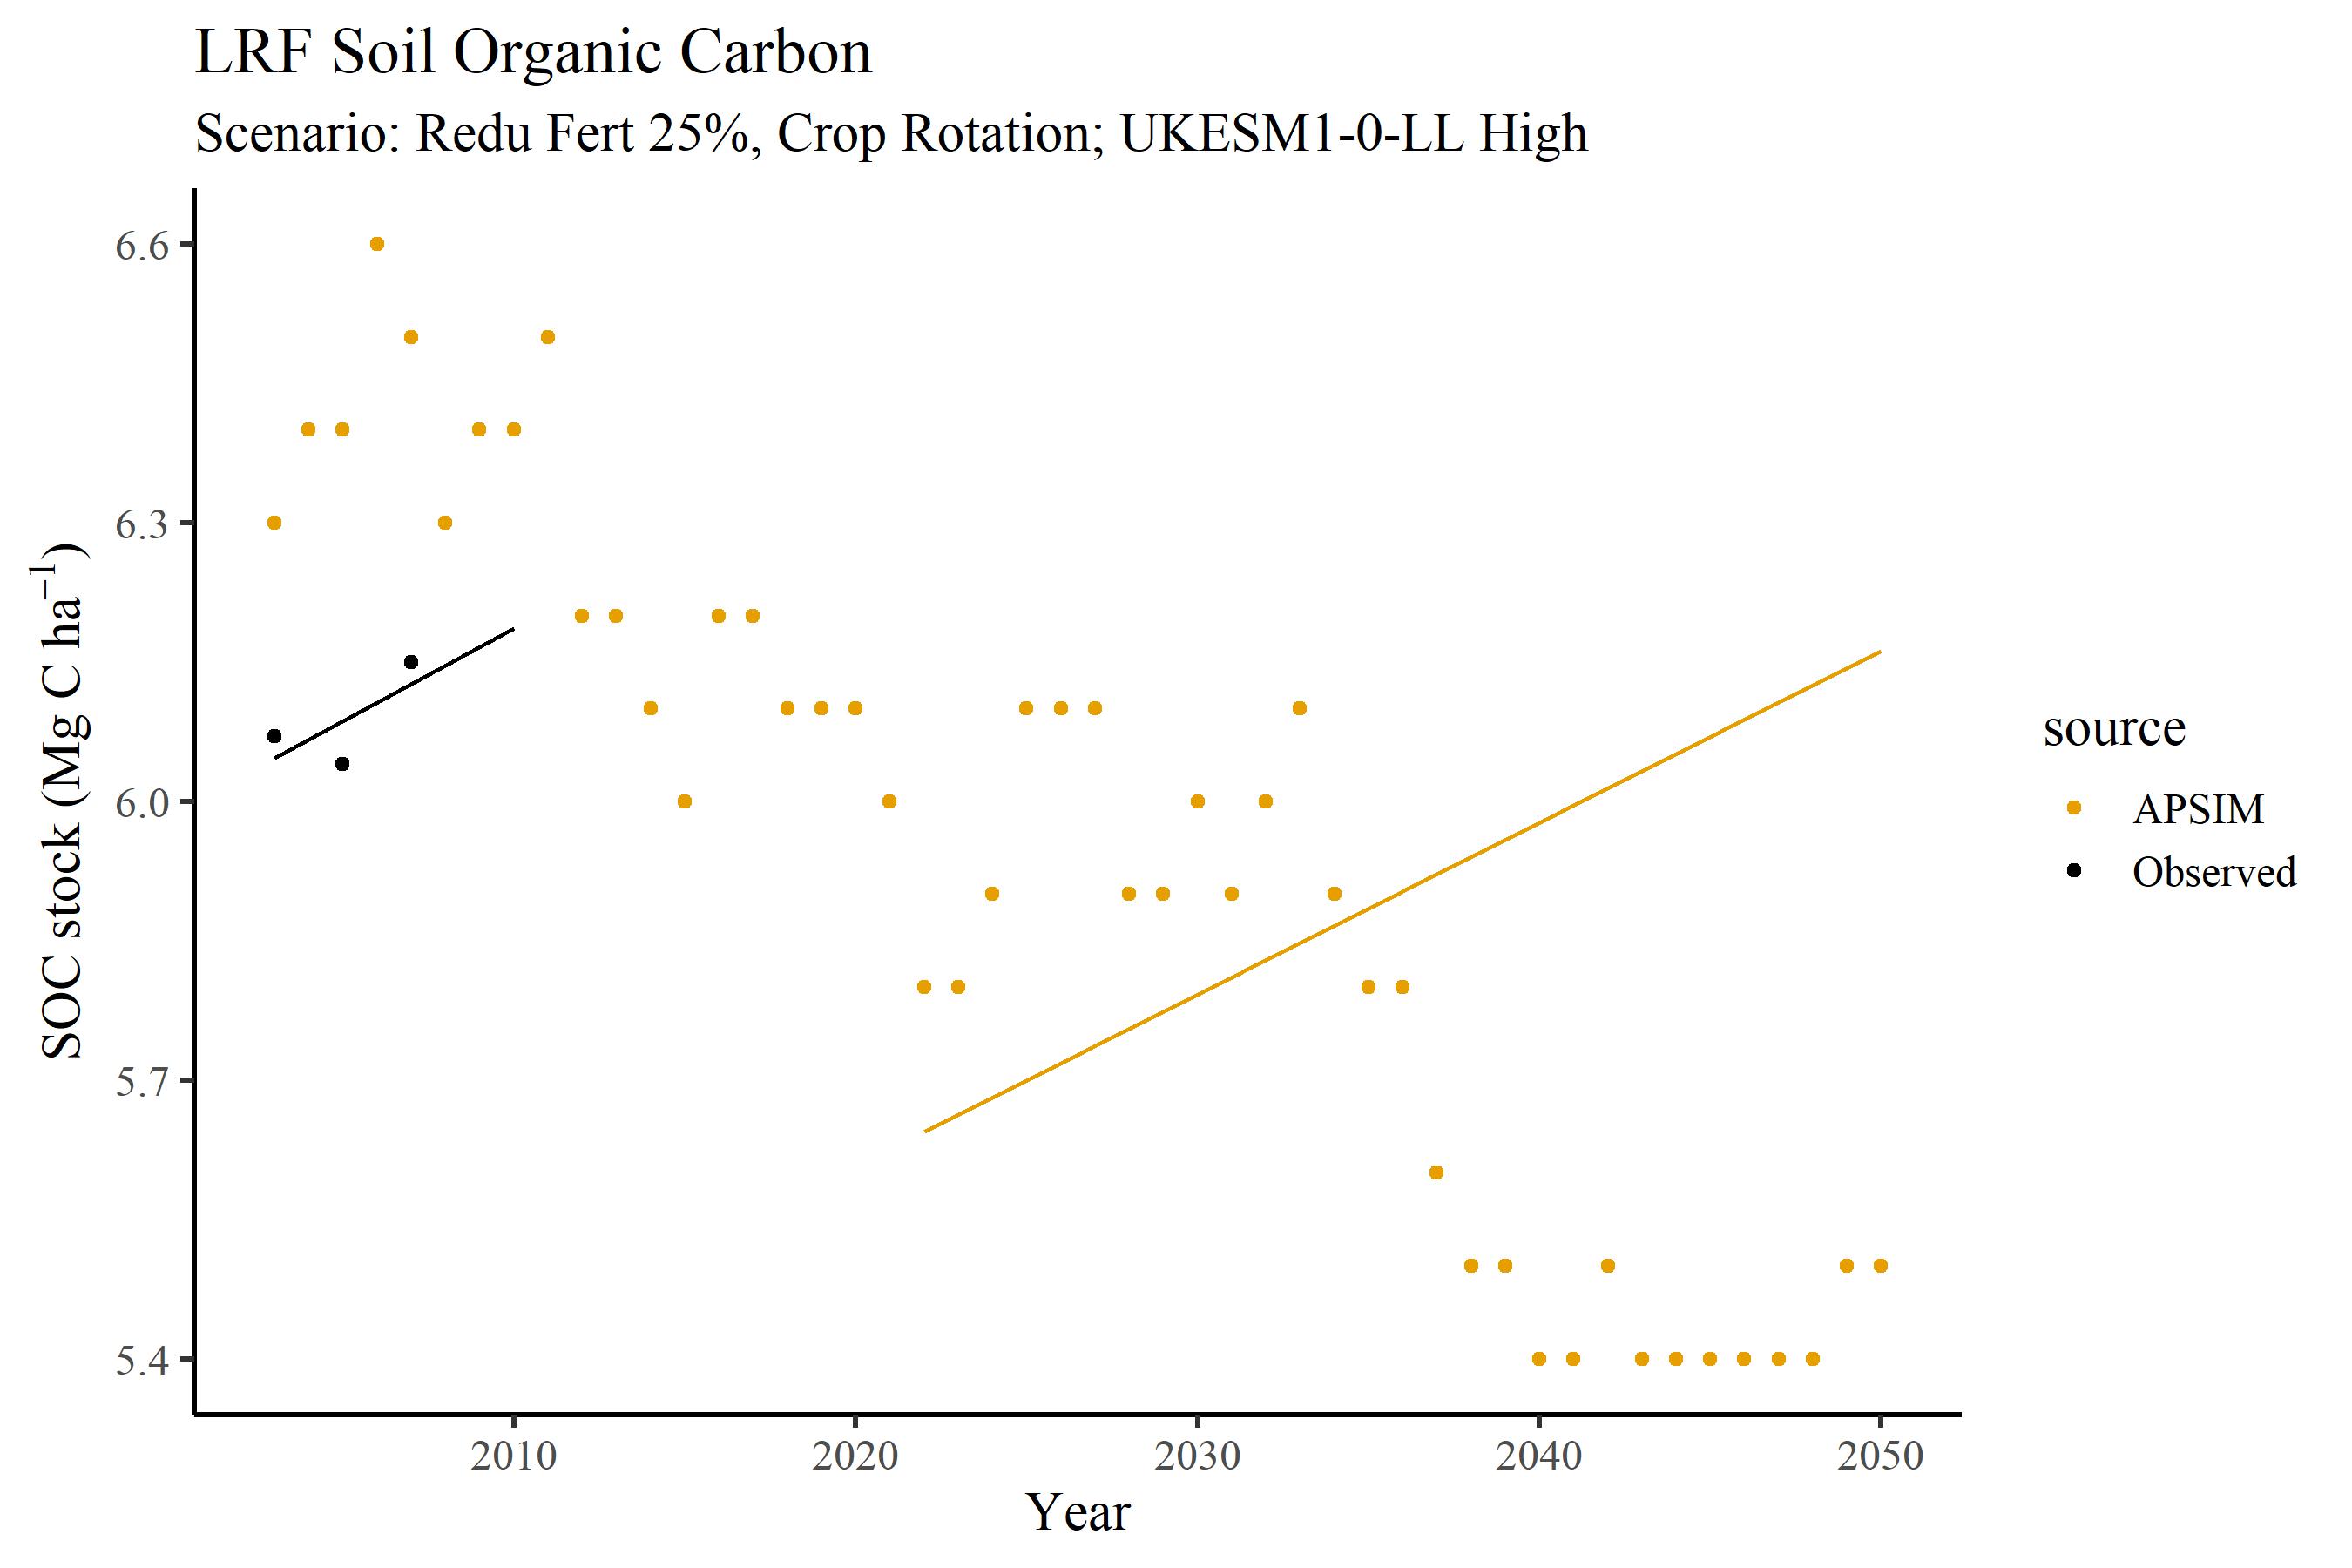 LRF Soil Organic Carbon
Scenario: Redu Fert 25%, Crop Rotation; UKESM1-0-LL High
SOC stock (Mg C ha⁻¹)
6.6
6.3
6.0
5.7
5.4
2010 2020 2030 2040 2050
Year
source
APSIM
Observed